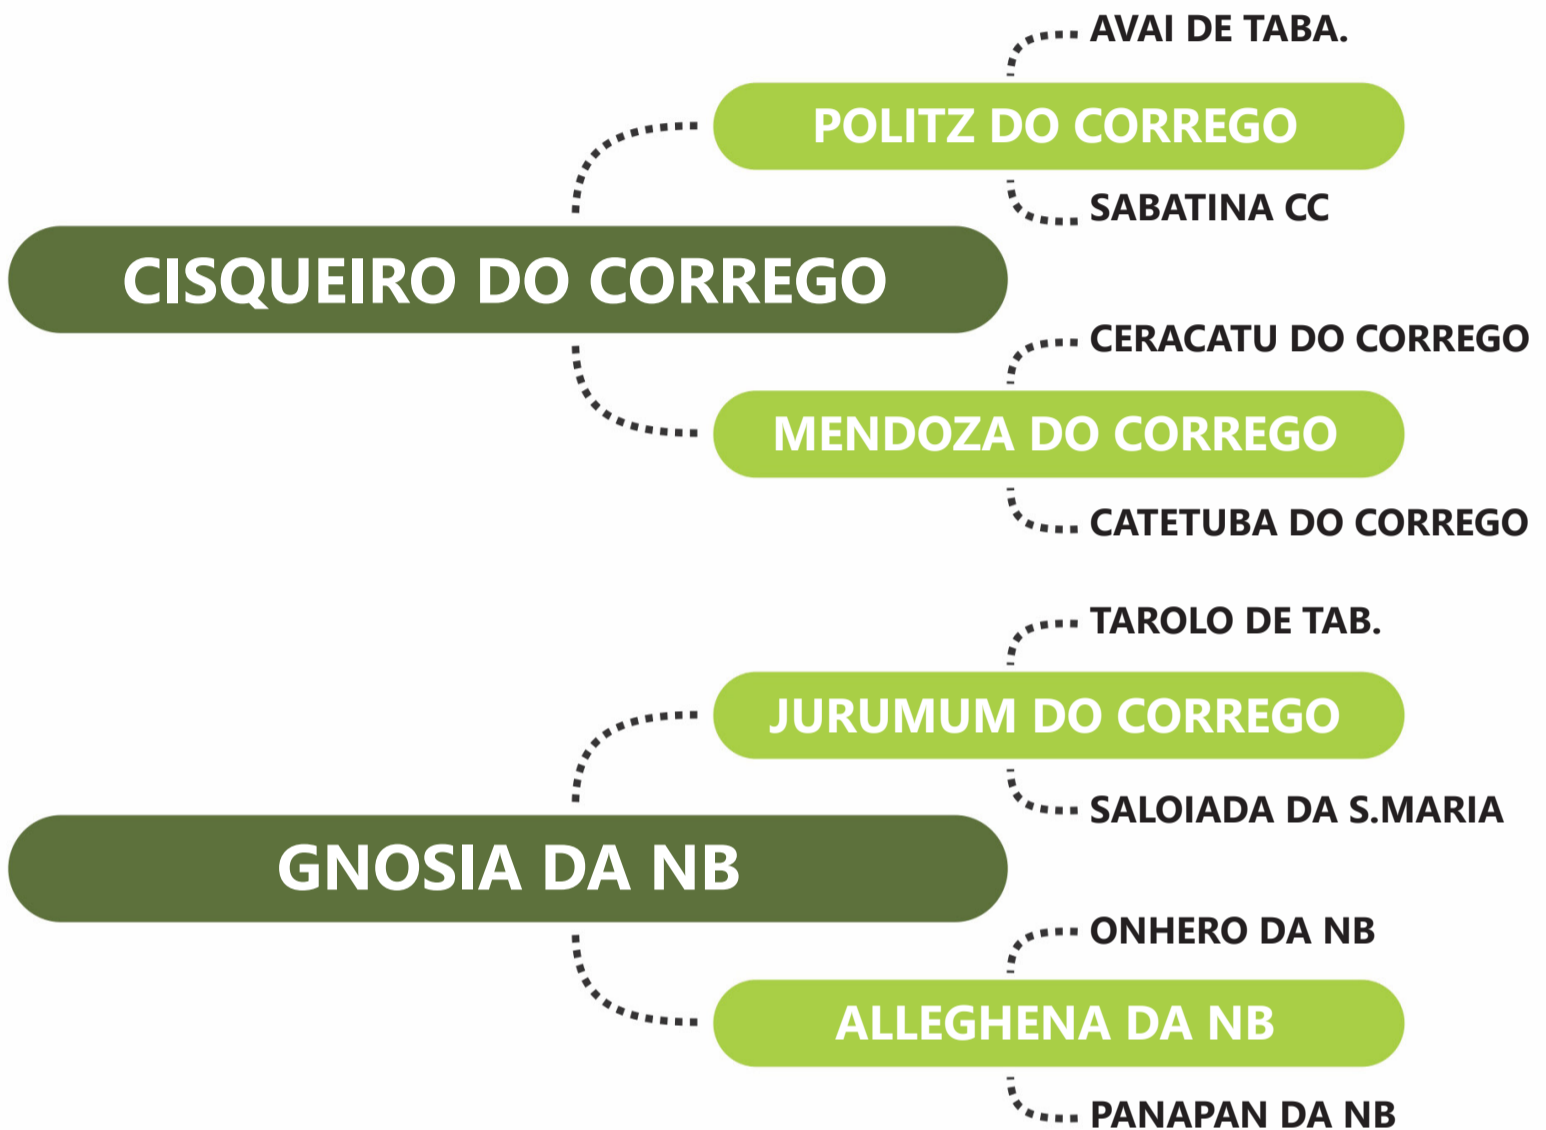 AVAI DE TABA.
POLITZ DO CORREGO
SABATINA CC
CISQUEIRO DO CORREGO
CERACATU DO CORREGO
MENDOZA DO CORREGO
CATETUBA DO CORREGO
TAROLO DE TAB.
JURUMUM DO CORREGO
SALOIADA DA S.MARIA
GNOSIA DA NB
ONHERO DA NB
ALLEGHENA DA NB
PANAPAN DA NB